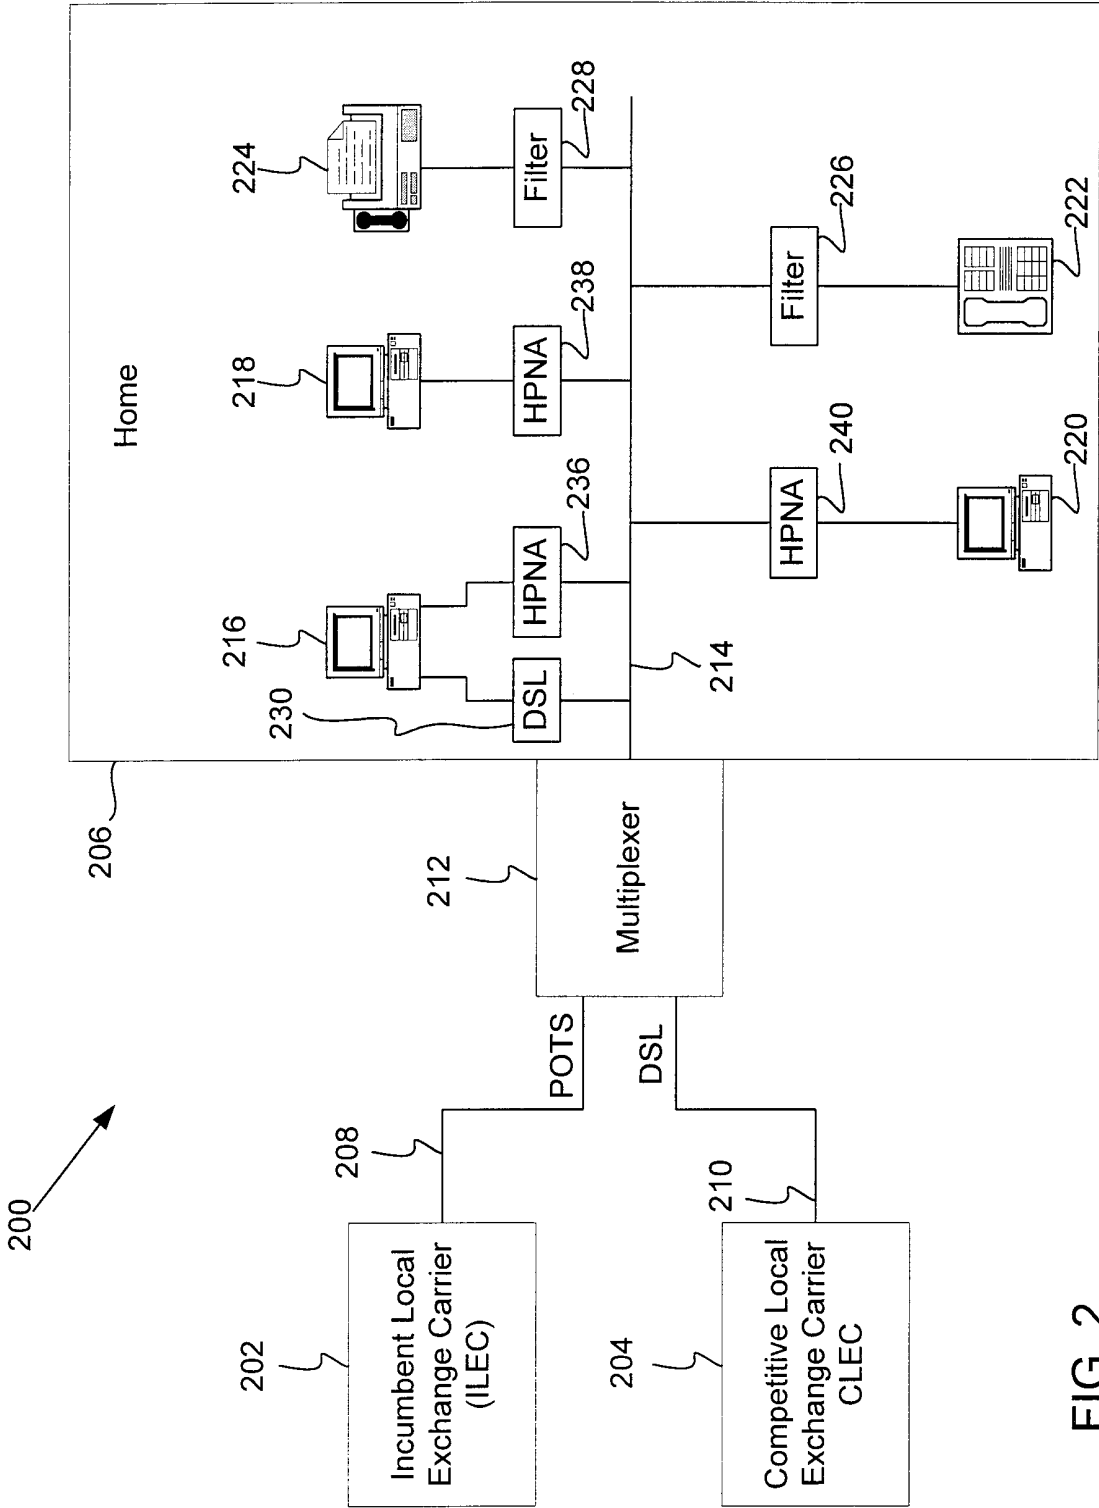 200
206
Home
202
Incumbent Local
Exchange Carrier
(ILEC)
208
POTS
204
Competitive Local
Exchange Carrier
CLEC
210
DSL
212
Multiplexer
214
216
230
DSL
HPNA
236
218
HPNA
238
224
Filter
228
HPNA
240
220
Filter
226
222
FIG. 2